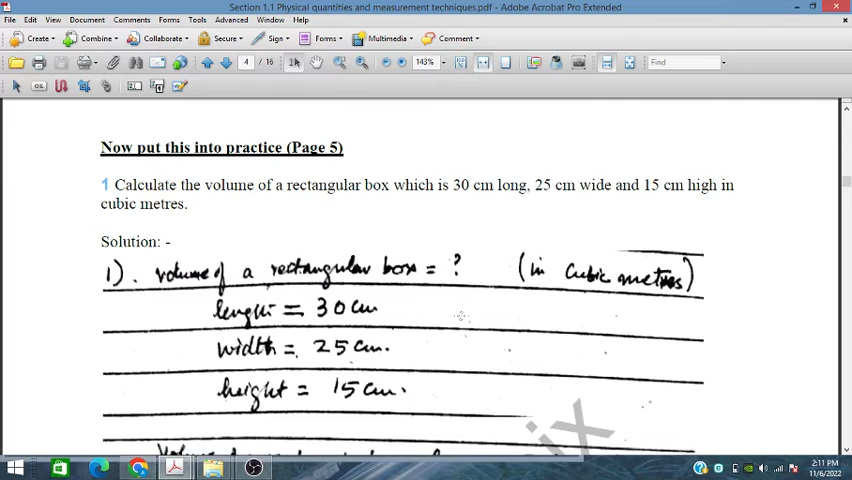 Section 1.1 Physical quantities and measurement techniques.pdf - Adobe Acrobat Pro Extended
File Edit View Document Comments Forms Tools Advanced Window Help
Create Combine Collaborate Secure Sign Forms Multimedia Comment
4 / 16 143% Find
Now put this into practice (Page 5)
1 Calculate the volume of a rectangular box which is 30 cm long, 25 cm wide and 15 cm high in
cubic metres.
Solution: -
1). volume of a rectangular box = ? (in cubic metres)
lenght = 30 cm
width = 25 cm.
height = 15 cm.
ix
2:11 PM
11/6/2022